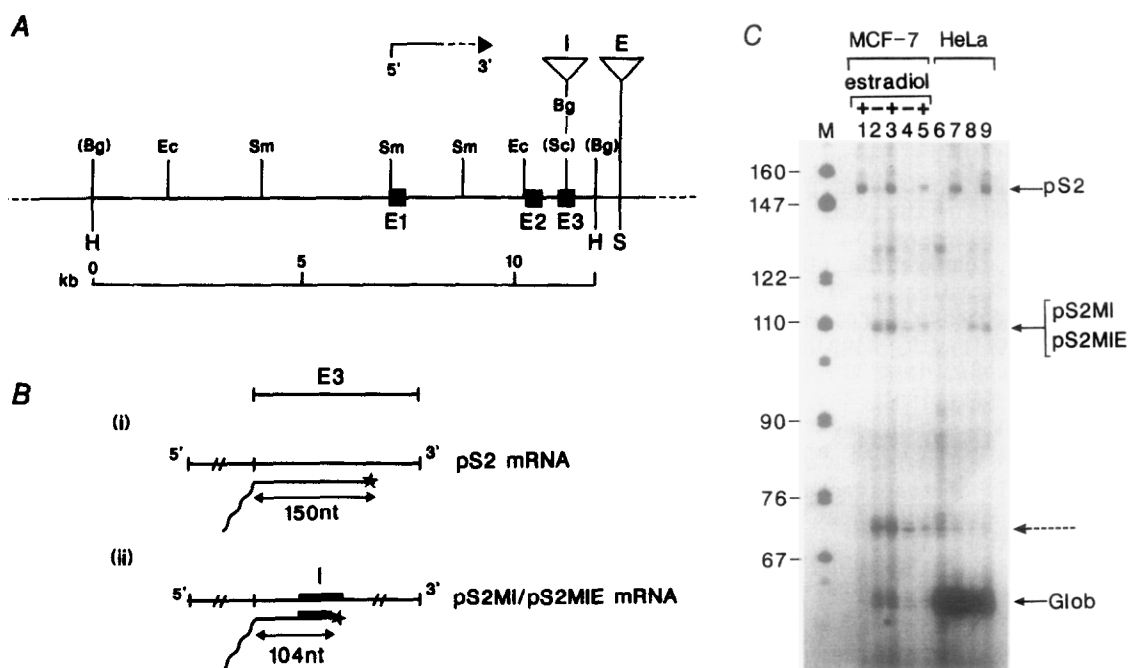 A
5' 3'
I E
Bg
(Bg) Ec Sm Sm Sm Ec (Sc) (Bg)
E1 E2 E3
H H S
kb 0 5 10
B
E3
(i)
5' 3' pS2 mRNA
150nt
(ii)
I
5' 3' pS2MI/pS2MIE mRNA
104nt
C
MCF-7 HeLa
estradiol
+-+-+
M 1 2 3 4 5 6 7 8 9
160
147
122
110
90
76
67
pS2
pS2MI
pS2MIE
Glob